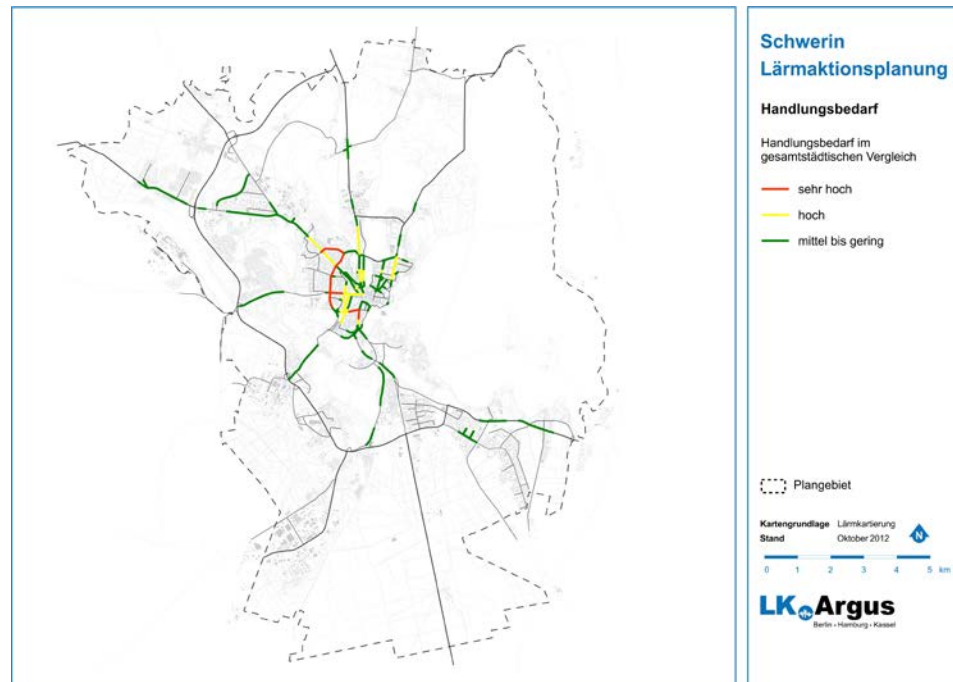 Schwerin
Lärmaktionsplanung
Handlungsbedarf
Handlungsbedarf im
gesamtstädtischen Vergleich
sehr hoch
hoch
mittel bis gering
Plangebiet
Kartengrundlage Lärmkartierung
Stand Oktober 2012
N
0 1 2 3 4 5 km
LK Argus
Berlin • Hamburg • Kassel